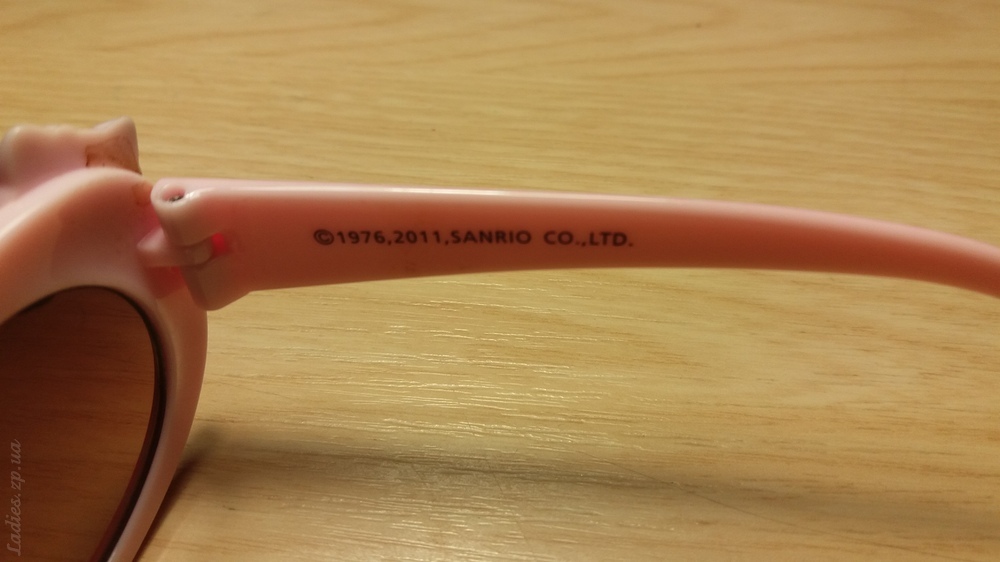 ©1976,2011,SANRIO CO.,LTD.
Ladies.zp.ua